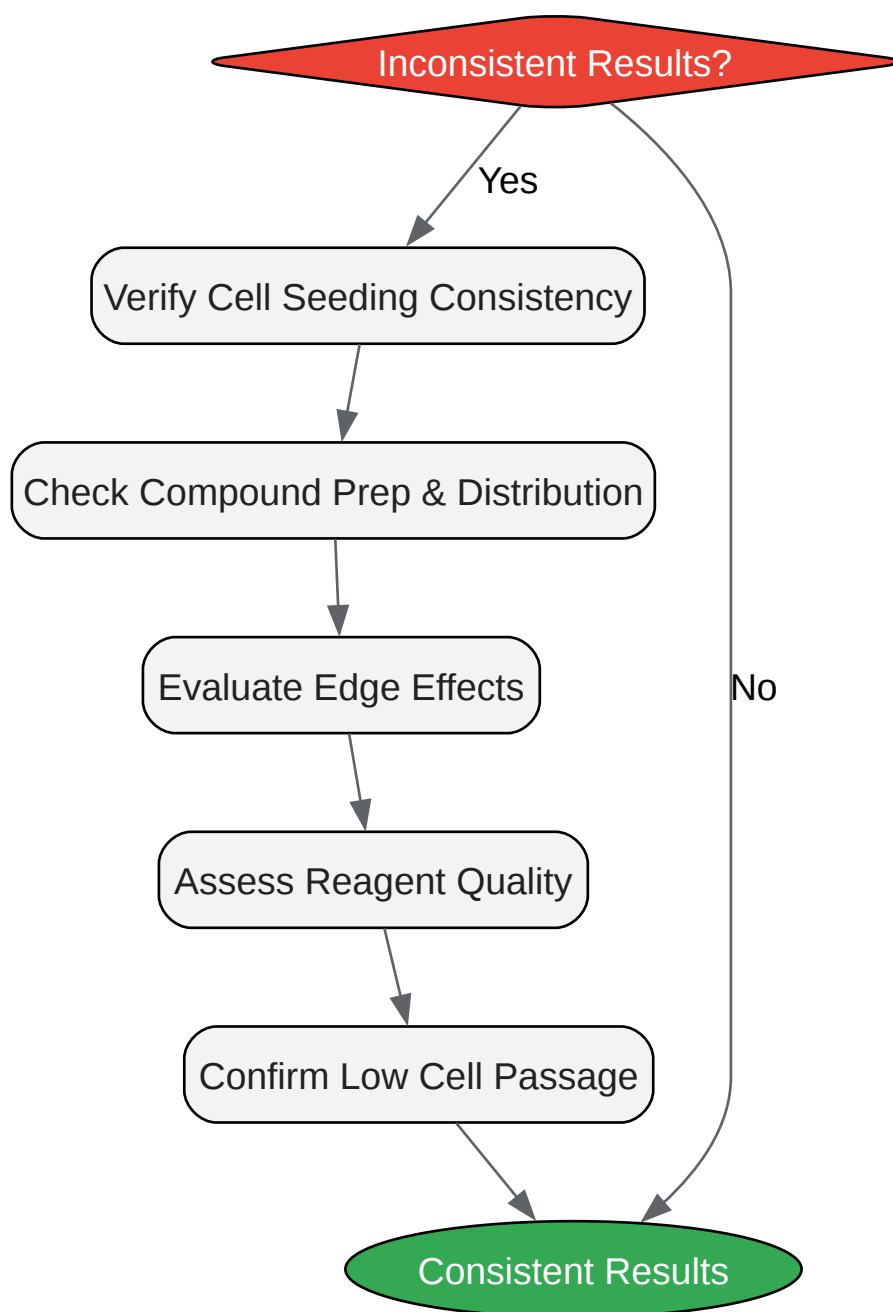 Inconsistent Results?
Yes
Verify Cell Seeding Consistency
Check Compound Prep & Distribution
Evaluate Edge Effects
No
Assess Reagent Quality
Confirm Low Cell Passage
Consistent Results